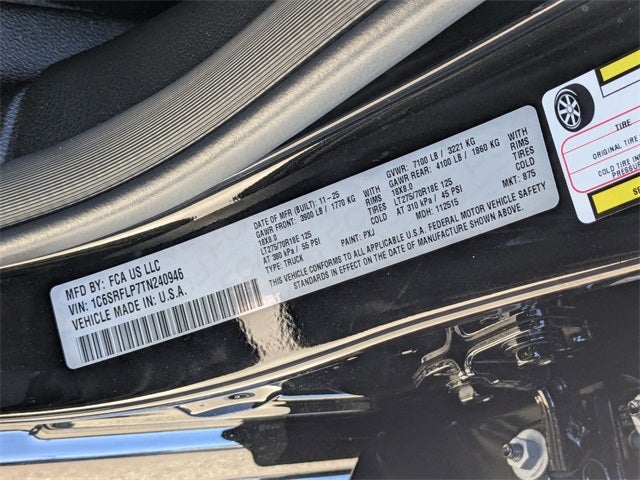 MFD BY: FCA US LLC
VIN: 1C6SRFLP7TN240946
VEHICLE MADE IN: U.S.A.
DATE OF MFR (BUILT): 11-25
GAWR FRONT: 3900 LB / 1770 KG WITH
18X8.0 RIMS
LT275/70R18E 125 TIRES
AT 380 kPa / 55 PSI COLD
TYPE: TRUCK
PAINT: PXJ
GVWR: 7100 LB / 3221 KG
GAWR REAR: 4100 LB / 1860 KG WITH
18X8.0 RIMS
LT275/70R18E 125 TIRES
AT 310 kPa / 45 PSI COLD
MDH: 112515
MKT: 875
THIS VEHICLE CONFORMS TO ALL APPLICABLE U.S.A. FEDERAL MOTOR VEHICLE SAFETY
STANDARDS IN EFFECT ON THE DATE OF MANUFACTURE SHOWN ABOVE.
TIRE
ORIGINAL TIRE
COLD TIRE
PRESSURE